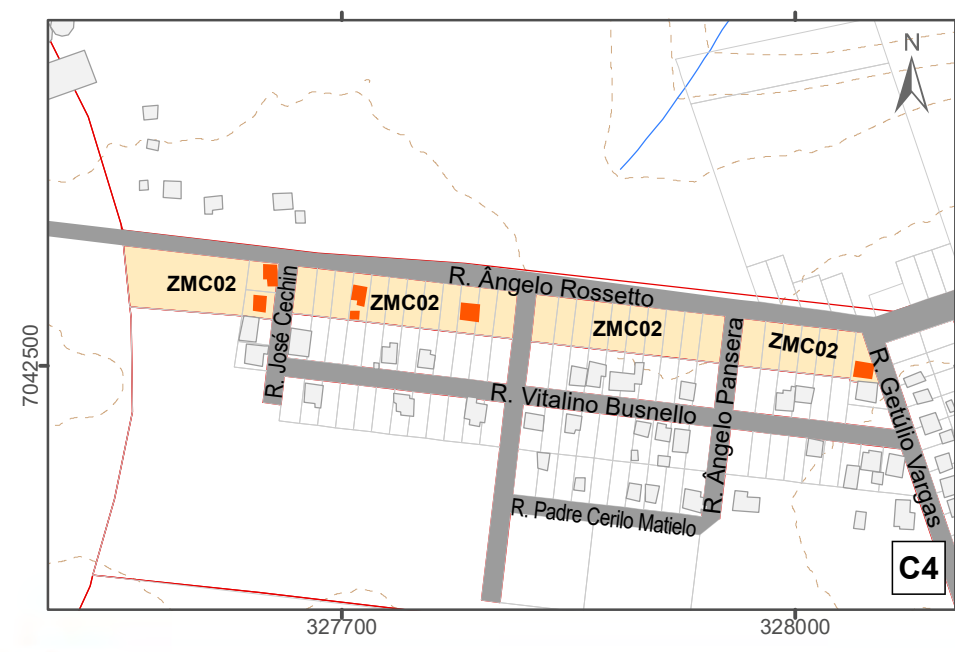 N
ZMC02
ZMC02
ZMC02
ZMC02
R. Ângelo Rossetto
R. José Cechin
R. Vitalino Busnello
R. Ângelo Pansera
R. Getúlio Vargas
R. Padre Cerilo Matielo
C4
7042500
327700
328000